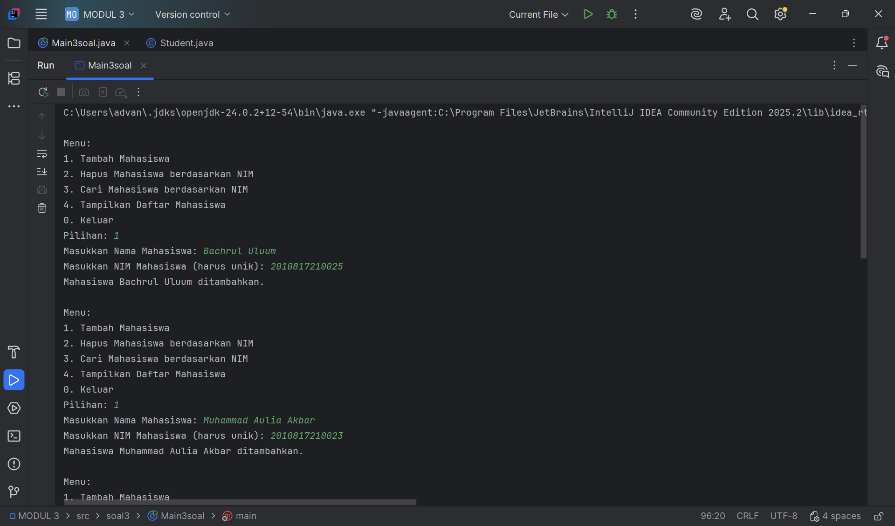 MO MODUL 3 Version control Current File
Main3soal.java Student.java
Run Main3soal
C:\Users\advan\.jdks\openjdk-24.0.2+12-54\bin\java.exe "-javaagent:C:\Program Files\JetBrains\IntelliJ IDEA Community Edition 2025.2\lib\idea_rt
Menu:
1. Tambah Mahasiswa
2. Hapus Mahasiswa berdasarkan NIM
3. Cari Mahasiswa berdasarkan NIM
4. Tampilkan Daftar Mahasiswa
0. Keluar
Pilihan: 1
Masukkan Nama Mahasiswa: Bachrul Uluum
Masukkan NIM Mahasiswa (harus unik): 2010817210025
Mahasiswa Bachrul Uluum ditambahkan.
Menu:
1. Tambah Mahasiswa
2. Hapus Mahasiswa berdasarkan NIM
3. Cari Mahasiswa berdasarkan NIM
4. Tampilkan Daftar Mahasiswa
0. Keluar
Pilihan: 1
Masukkan Nama Mahasiswa: Muhammad Aulia Akbar
Masukkan NIM Mahasiswa (harus unik): 2010817210023
Mahasiswa Muhammad Aulia Akbar ditambahkan.
Menu:
1. Tambah Mahasiswa
MODUL 3 > src > soal3 > Main3soal > main 96:20 CRLF UTF-8 4 spaces